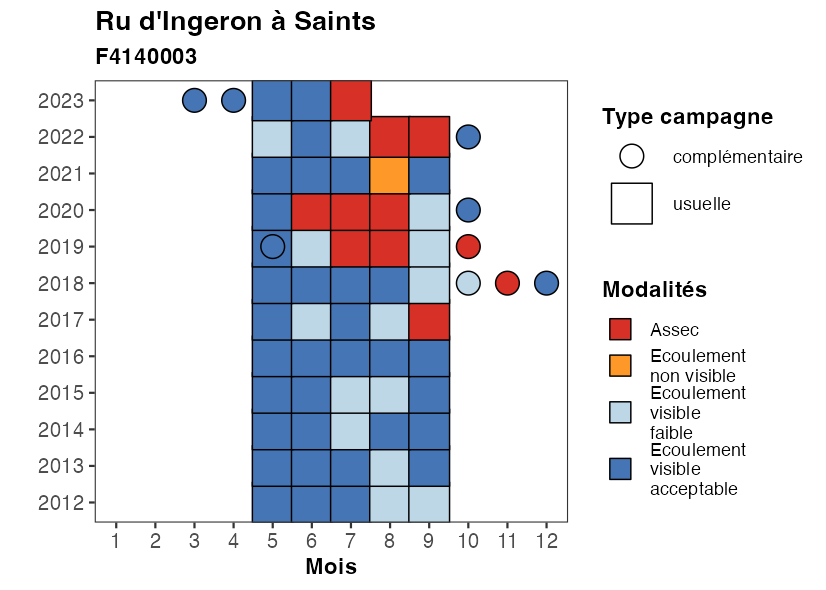 Ru d'Ingeron à Saints
F4140003
2023
2022
2021
2020
2019
2018
2017
2016
2015
2014
2013
2012
1 2 3 4 5 6 7 8 9 10 11 12
Mois
Type campagne
complémentaire
usuelle
Modalités
Assec
Ecoulement
non visible
Ecoulement
visible
faible
Ecoulement
visible
acceptable